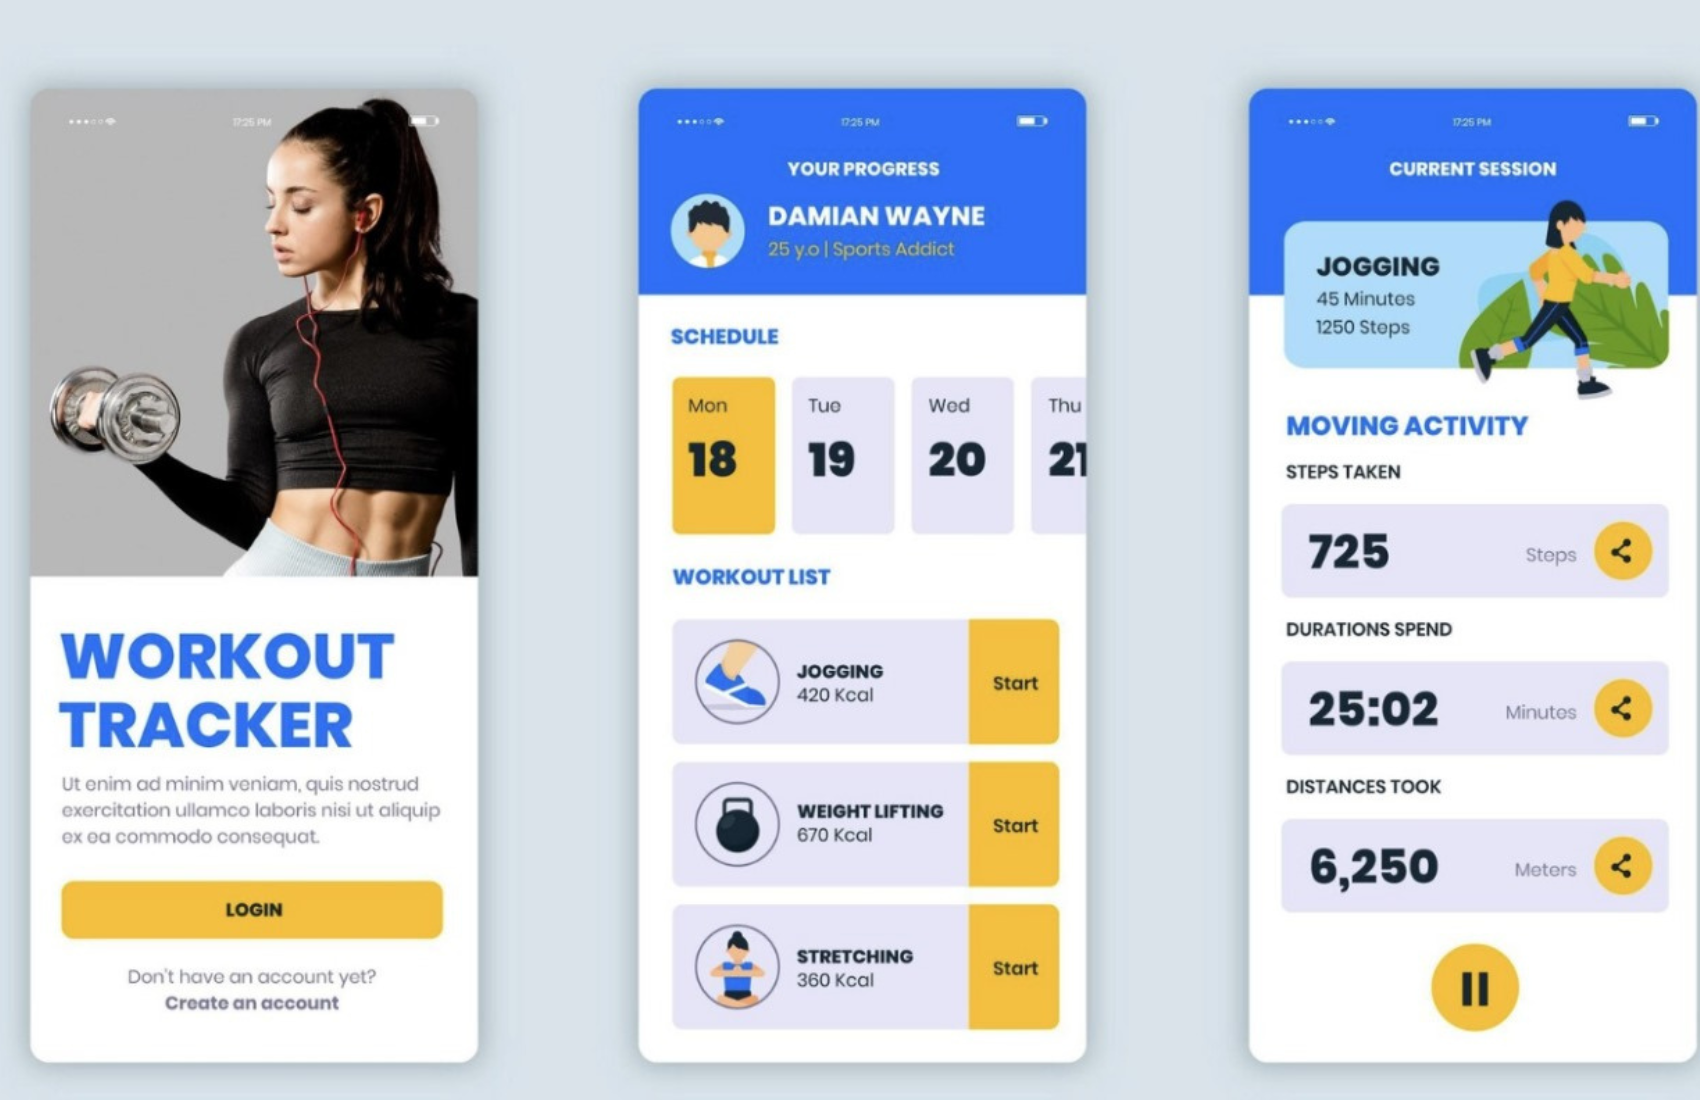 17:25 PM
WORKOUT
TRACKER
Ut enim ad minim veniam, quis nostrud
exercitation ullamco laboris nisi ut aliquip
ex ea commodo consequat.
LOGIN
Don't have an account yet?
Create an account
17:25 PM
YOUR PROGRESS
DAMIAN WAYNE
25 y.o | Sports Addict
SCHEDULE
Mon Tue Wed Thu
18 19 20 21
WORKOUT LIST
JOGGING
420 Kcal
Start
WEIGHT LIFTING
670 Kcal
Start
STRETCHING
360 Kcal
Start
17:25 PM
CURRENT SESSION
JOGGING
45 Minutes
1250 Steps
MOVING ACTIVITY
STEPS TAKEN
725 Steps
DURATIONS SPEND
25:02 Minutes
DISTANCES TOOK
6,250 Meters